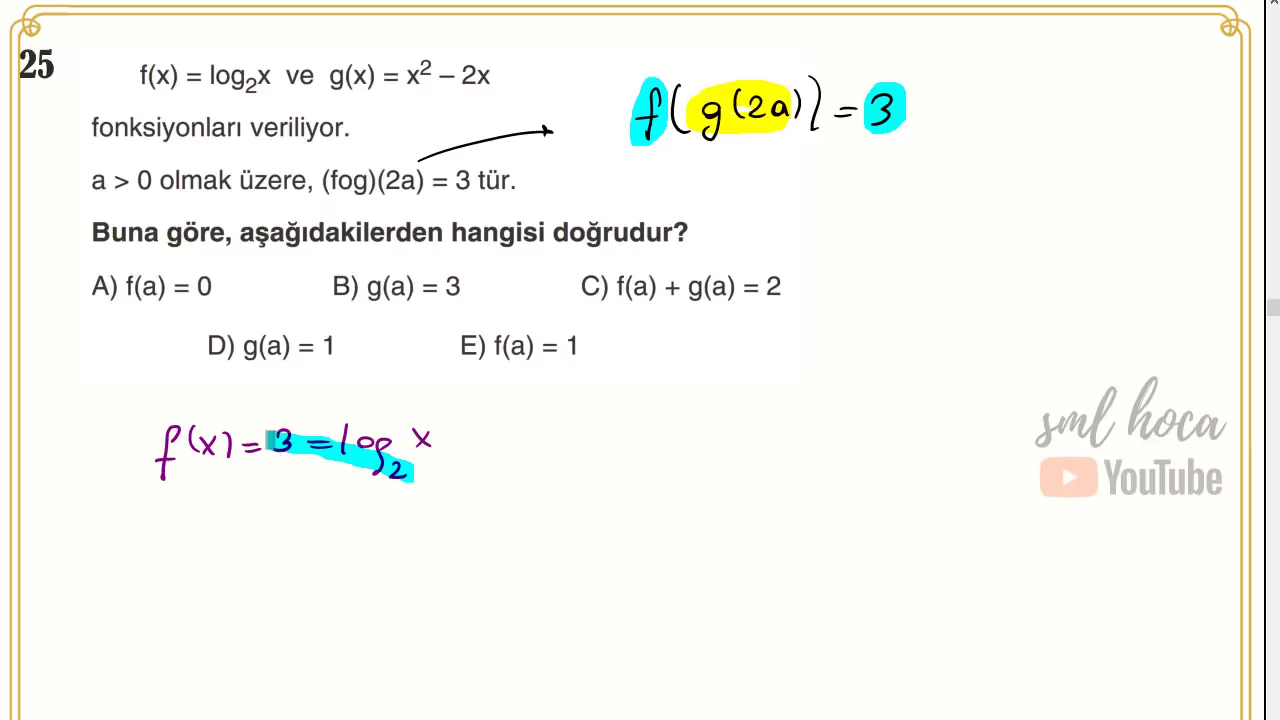 25
f(x) = log₂x ve g(x) = x² – 2x
f(g(2a)) = 3
fonksiyonları veriliyor.
a > 0 olmak üzere, (fog)(2a) = 3 tür.
Buna göre, aşağıdakilerden hangisi doğrudur?
A) f(a) = 0 B) g(a) = 3 C) f(a) + g(a) = 2
D) g(a) = 1 E) f(a) = 1
f(x) = 3 = log₂ x
sml hoca
YouTube